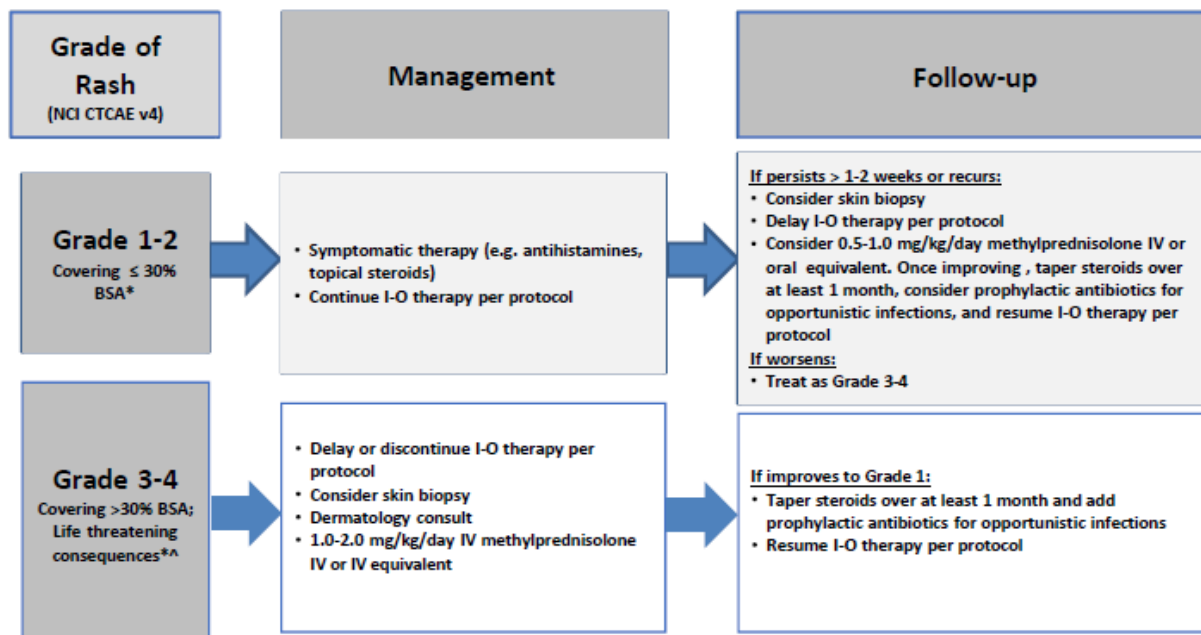 Grade of
Rash
(NCI CTCAE v4)
Management
Follow-up
Grade 1-2
Covering ≤ 30%
BSA*
• Symptomatic therapy (e.g. antihistamines,
topical steroids)
• Continue I-O therapy per protocol
If persists > 1-2 weeks or recurs:
• Consider skin biopsy
• Delay I-O therapy per protocol
• Consider 0.5-1.0 mg/kg/day methylprednisolone IV or
oral equivalent. Once improving , taper steroids over
at least 1 month, consider prophylactic antibiotics for
opportunistic infections, and resume I-O therapy per
protocol
If worsens:
• Treat as Grade 3-4
Grade 3-4
Covering >30% BSA;
Life threatening
consequences*^
• Delay or discontinue I-O therapy per
protocol
• Consider skin biopsy
• Dermatology consult
• 1.0-2.0 mg/kg/day IV methylprednisolone
IV or IV equivalent
If improves to Grade 1:
• Taper steroids over at least 1 month and add
prophylactic antibiotics for opportunistic infections
• Resume I-O therapy per protocol